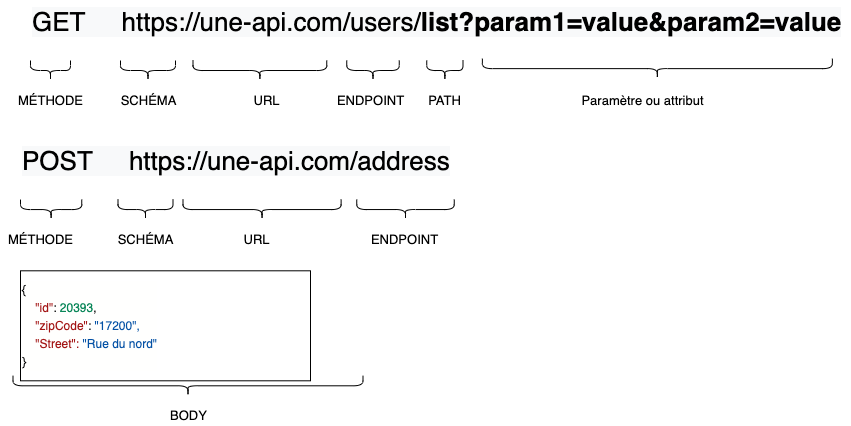 GET https://une-api.com/users/list?param1=value&param2=value
MÉTHODE SCHÉMA URL ENDPOINT PATH Paramètre ou attribut
POST https://une-api.com/address
MÉTHODE SCHÉMA URL ENDPOINT
{
"id": 20393,
"zipCode": "17200",
"Street": "Rue du nord"
}
BODY